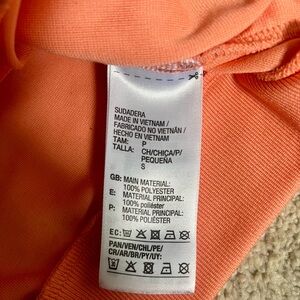 SUDADERA
MADE IN VIETNAM /
FABRICADO NO VIETNÃ /
HECHO EN VIETNAM
TAM: P
TALLA: CH/CHICA/P/
PEQUEÑA
S
GB: MAIN MATERIAL:
100% POLYESTER
E: MATERIAL PRINCIPAL:
100% poliéster
P: MATERIAL PRINCIPAL:
100% POLIÉSTER
EC:
PAN/VEN/CHL/PE/
CR/AR/BR/PY/UY: